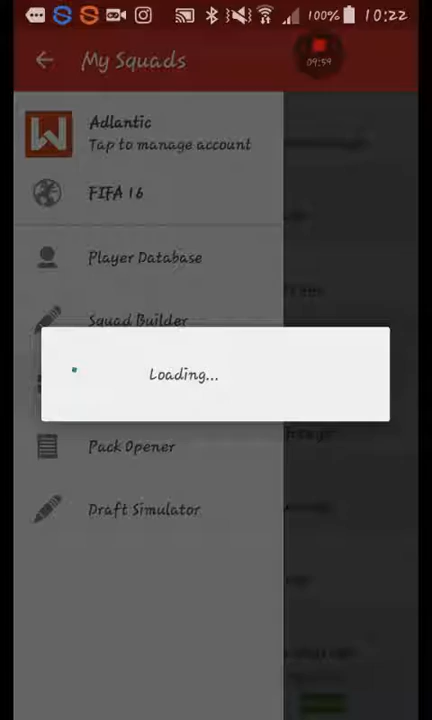 100% 10:22
My Squads
09:59
Adlantic
Tap to manage account
FIFA 16
Player Database
Squad Builder
Loading...
Pack Opener
Draft Simulator